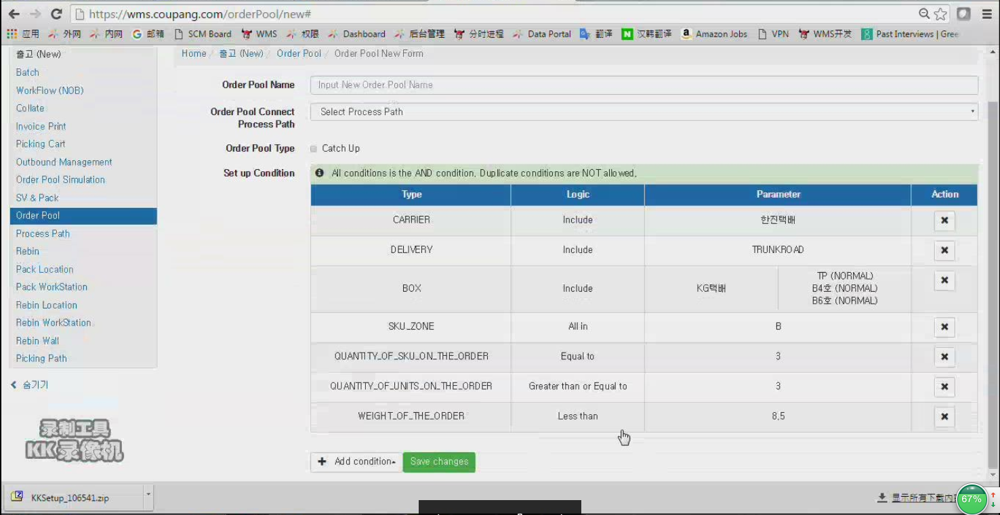 https://wms.coupang.com/orderPool/new#
应用 外网 内网 邮箱 SCM Board WMS 权限 Dashboard 后台管理 分时进程 Data Portal 翻译 汉韩翻译 Amazon Jobs VPN WMS开发 Past Interviews | Gree
출고 (New)
Batch
WorkFlow (NOB)
Collate
Invoice Print
Picking Cart
Outbound Management
Order Pool Simulation
SV & Pack
Order Pool
Process Path
Rebin
Pack Location
Pack WorkStation
Rebin Location
Rebin WorkStation
Rebin Wall
Picking Path
숨기기
录制工具
KK录像机
Home / 출고 (New) / Order Pool / Order Pool New Form
Order Pool Name Input New Order Pool Name
Order Pool Connect Process Path Select Process Path
Order Pool Type Catch Up
Set up Condition All conditions is the AND condition. Duplicate conditions are NOT allowed.
Type Logic Parameter Action
CARRIER Include 한진택배
DELIVERY Include TRUNKROAD
BOX Include KG택배
TP (NORMAL)
B4호 (NORMAL)
B6호 (NORMAL)
SKU_ZONE All in B
QUANTITY_OF_SKU_ON_THE_ORDER Equal to 3
QUANTITY_OF_UNITS_ON_THE_ORDER Greater than or Equal to 3
WEIGHT_OF_THE_ORDER Less than 8.5
Add condition Save changes
KKSetup_106541.zip
显示所有下载内
67%